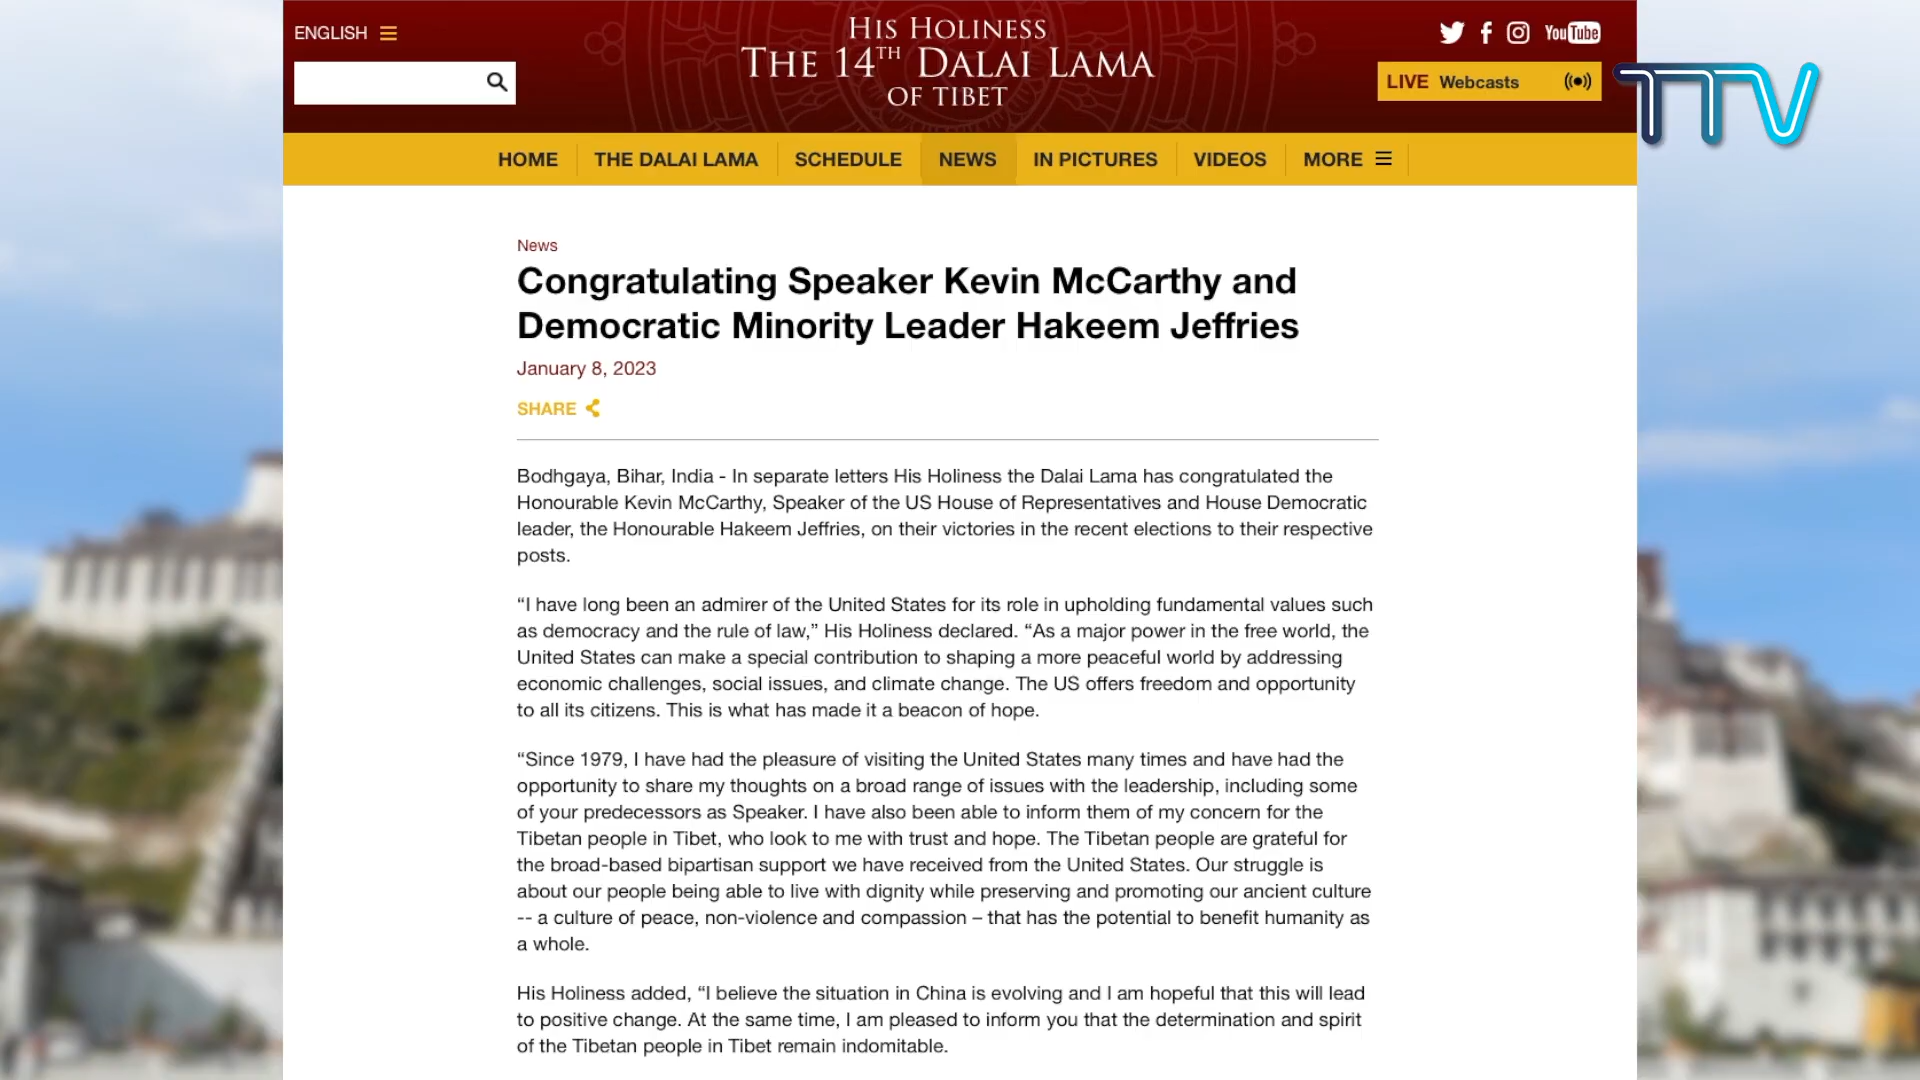 ENGLISH
HIS HOLINESS
THE 14TH DALAI LAMA
OF TIBET
YouTube
LIVE Webcasts
TTV
HOME THE DALAI LAMA SCHEDULE NEWS IN PICTURES VIDEOS MORE
News
Congratulating Speaker Kevin McCarthy and
Democratic Minority Leader Hakeem Jeffries
January 8, 2023
SHARE
Bodhgaya, Bihar, India - In separate letters His Holiness the Dalai Lama has congratulated the
Honourable Kevin McCarthy, Speaker of the US House of Representatives and House Democratic
leader, the Honourable Hakeem Jeffries, on their victories in the recent elections to their respective
posts.
“I have long been an admirer of the United States for its role in upholding fundamental values such
as democracy and the rule of law,” His Holiness declared. “As a major power in the free world, the
United States can make a special contribution to shaping a more peaceful world by addressing
economic challenges, social issues, and climate change. The US offers freedom and opportunity
to all its citizens. This is what has made it a beacon of hope.
“Since 1979, I have had the pleasure of visiting the United States many times and have had the
opportunity to share my thoughts on a broad range of issues with the leadership, including some
of your predecessors as Speaker. I have also been able to inform them of my concern for the
Tibetan people in Tibet, who look to me with trust and hope. The Tibetan people are grateful for
the broad-based bipartisan support we have received from the United States. Our struggle is
about our people being able to live with dignity while preserving and promoting our ancient culture
-- a culture of peace, non-violence and compassion – that has the potential to benefit humanity as
a whole.
His Holiness added, “I believe the situation in China is evolving and I am hopeful that this will lead
to positive change. At the same time, I am pleased to inform you that the determination and spirit
of the Tibetan people in Tibet remain indomitable.